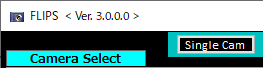 FLIPS < Ver. 3.0.0.0 >
Single Cam
Camera Select